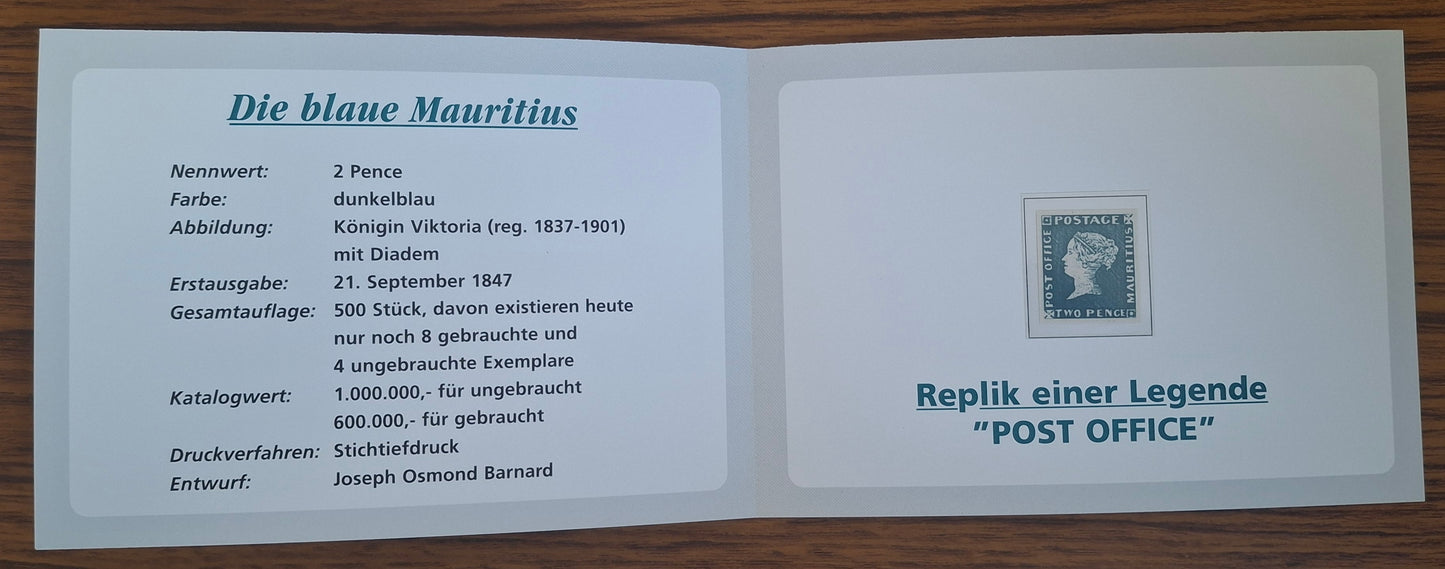 Die blaue Mauritius
Nennwert: 2 Pence
Farbe: dunkelblau
Abbildung: Königin Viktoria (reg. 1837-1901)
mit Diadem
Erstausgabe: 21. September 1847
Gesamtauflage: 500 Stück, davon existieren heute
nur noch 8 gebrauchte und
4 ungebrauchte Exemplare
Katalogwert: 1.000.000,- für ungebraucht
600.000,- für gebraucht
Druckverfahren: Stichtiefdruck
Entwurf: Joseph Osmond Barnard
POSTAGE
POST OFFICE
MAURITIUS
TWO PENCE
Replik einer Legende
"POST OFFICE"